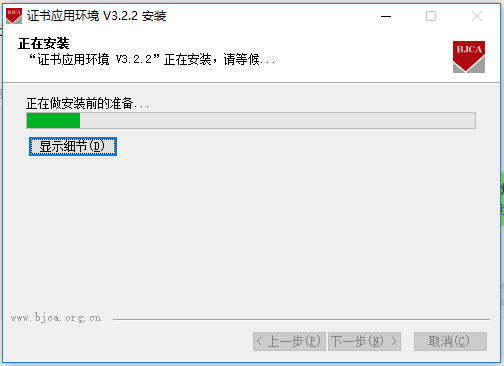 证书应用环境 V3.2.2 安装
正在安装
“证书应用环境 V3.2.2”正在安装，请等候...
BJCA
正在做安装前的准备...
显示细节(D)
www.bjca.org.cn
< 上一步(P) 下一步(N) > 取消(C)